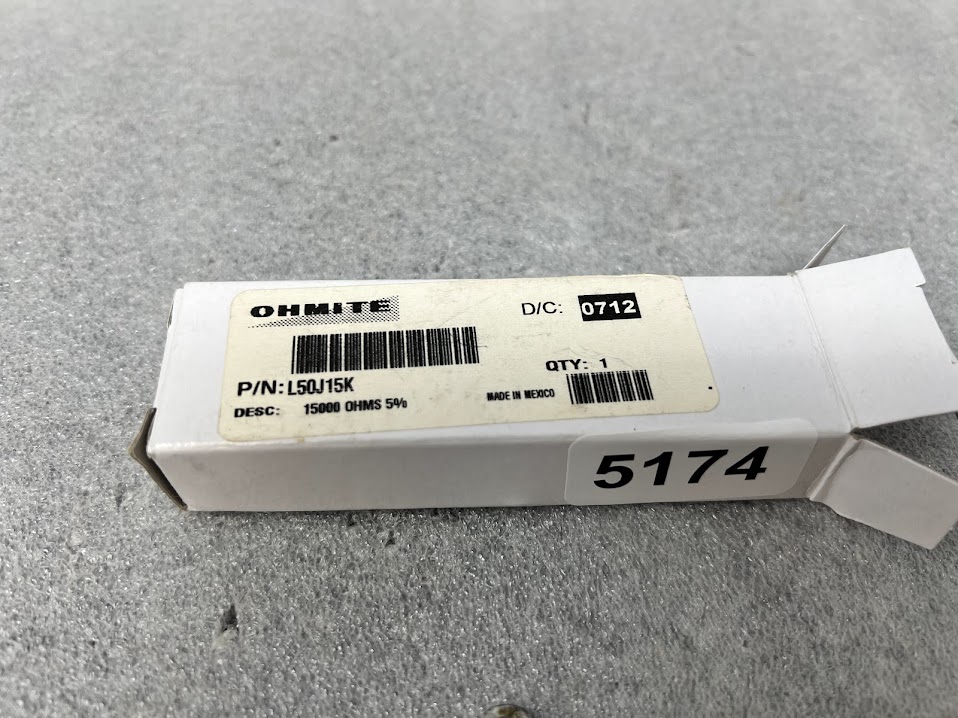 OHMITE
D/C: 0712
QTY: 1
P/N: L50J15K
MADE IN MEXICO
DESC: 15000 OHMS 5%
5174